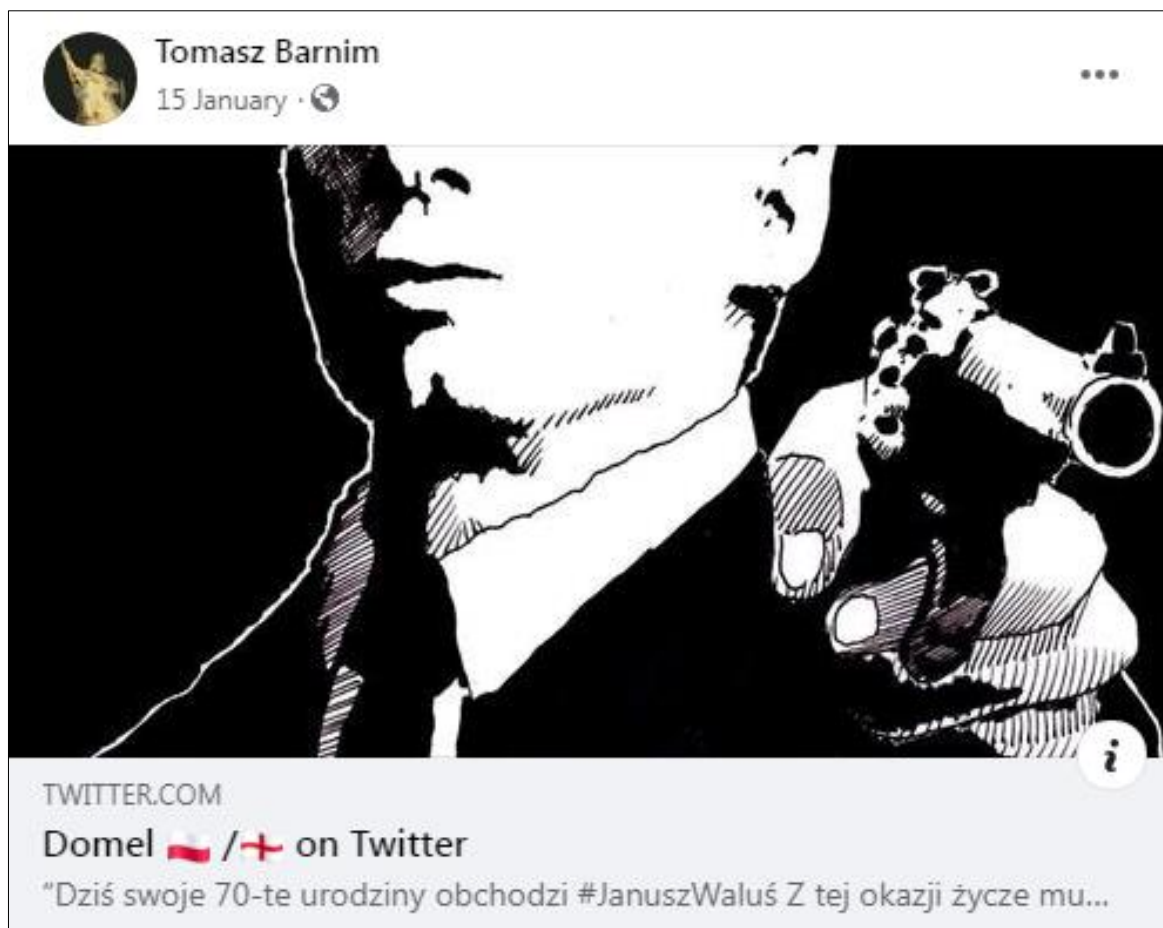 Tomasz Barnim
15 January ·
TWITTER.COM
Domel 🇵🇱 /🏴󠁧󠁢󠁥󠁮󠁧󠁿 on Twitter
"Dziś swoje 70-te urodziny obchodzi #JanuszWaluś Z tej okazji życze mu...